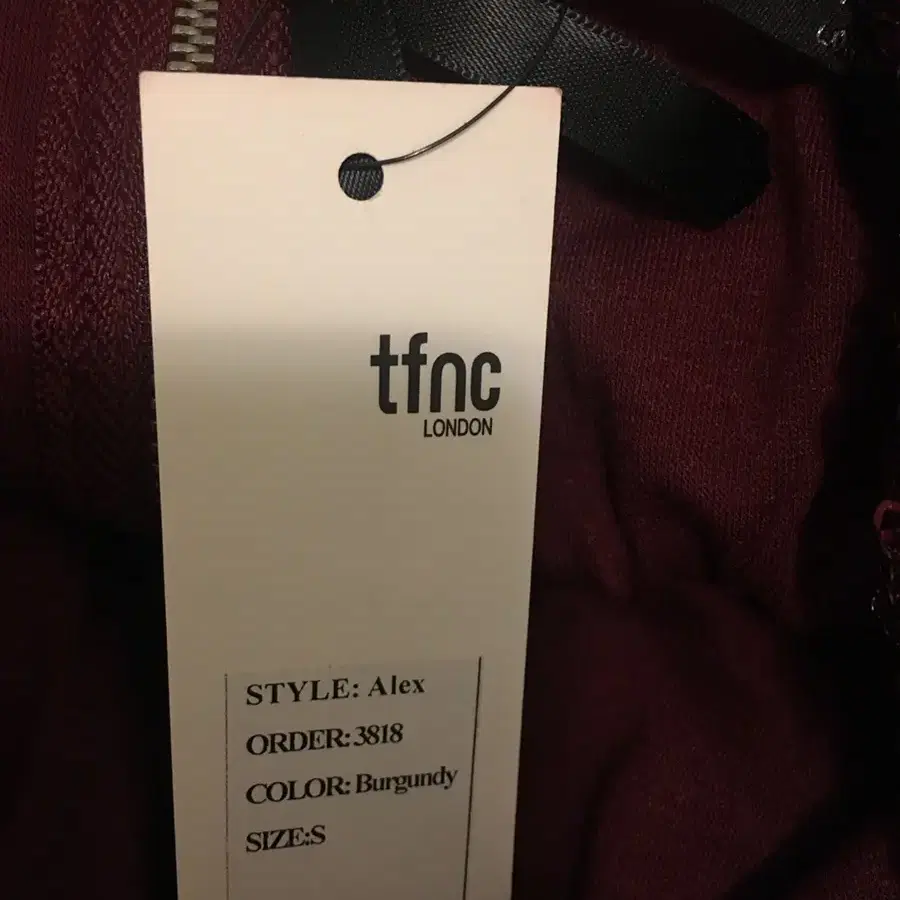 tfnc
LONDON
STYLE: Alex
ORDER: 3818
COLOR: Burgundy
SIZE:S